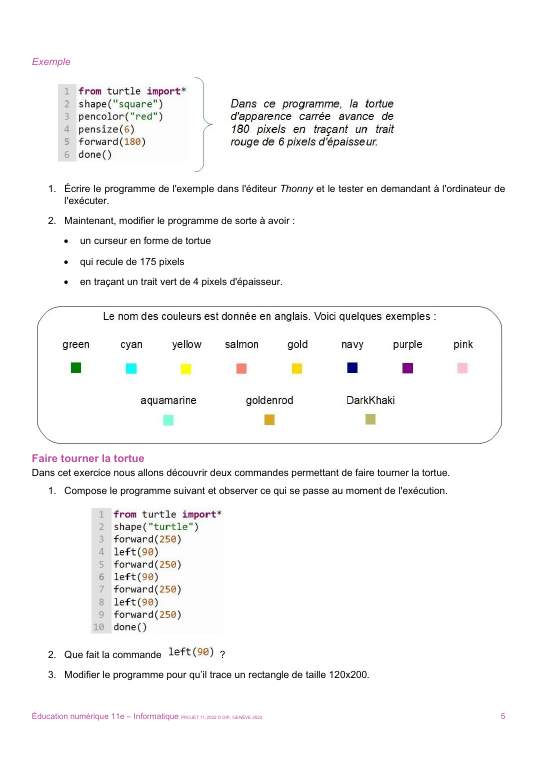 Exemple
1 from turtle import*
2 shape("square")
3 pencolor("red")
4 pensize(6)
5 forward(180)
6 done()
Dans ce programme, la tortue
d'apparence carrée avance de
180 pixels en traçant un trait
rouge de 6 pixels d'épaisseur.
1. Écrire le programme de l'exemple dans l'éditeur Thonny et le tester en demandant à l'ordinateur de
l'exécuter.
2. Maintenant, modifier le programme de sorte à avoir :
• un curseur en forme de tortue
• qui recule de 175 pixels
• en traçant un trait vert de 4 pixels d'épaisseur.
Le nom des couleurs est donnée en anglais. Voici quelques exemples :
green cyan yellow salmon gold navy purple pink
aquamarine goldenrod DarkKhaki
Faire tourner la tortue
Dans cet exercice nous allons découvrir deux commandes permettant de faire tourner la tortue.
1. Compose le programme suivant et observer ce qui se passe au moment de l'exécution.
1 from turtle import*
2 shape("turtle")
3 forward(250)
4 left(90)
5 forward(250)
6 left(90)
7 forward(250)
8 left(90)
9 forward(250)
10 done()
2. Que fait la commande left(90) ?
3. Modifier le programme pour qu'il trace un rectangle de taille 120x200.
Éducation numérique 11e – Informatique PROJET 11.2022 © DIP, GENÈVE 2022 5